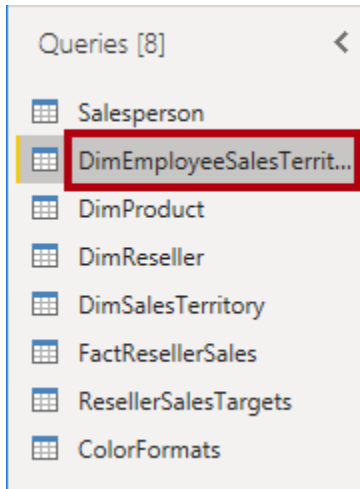 Queries [8]
Salesperson
DimEmployeeSalesTerrit...
DimProduct
DimReseller
DimSalesTerritory
FactResellerSales
ResellerSalesTargets
ColorFormats